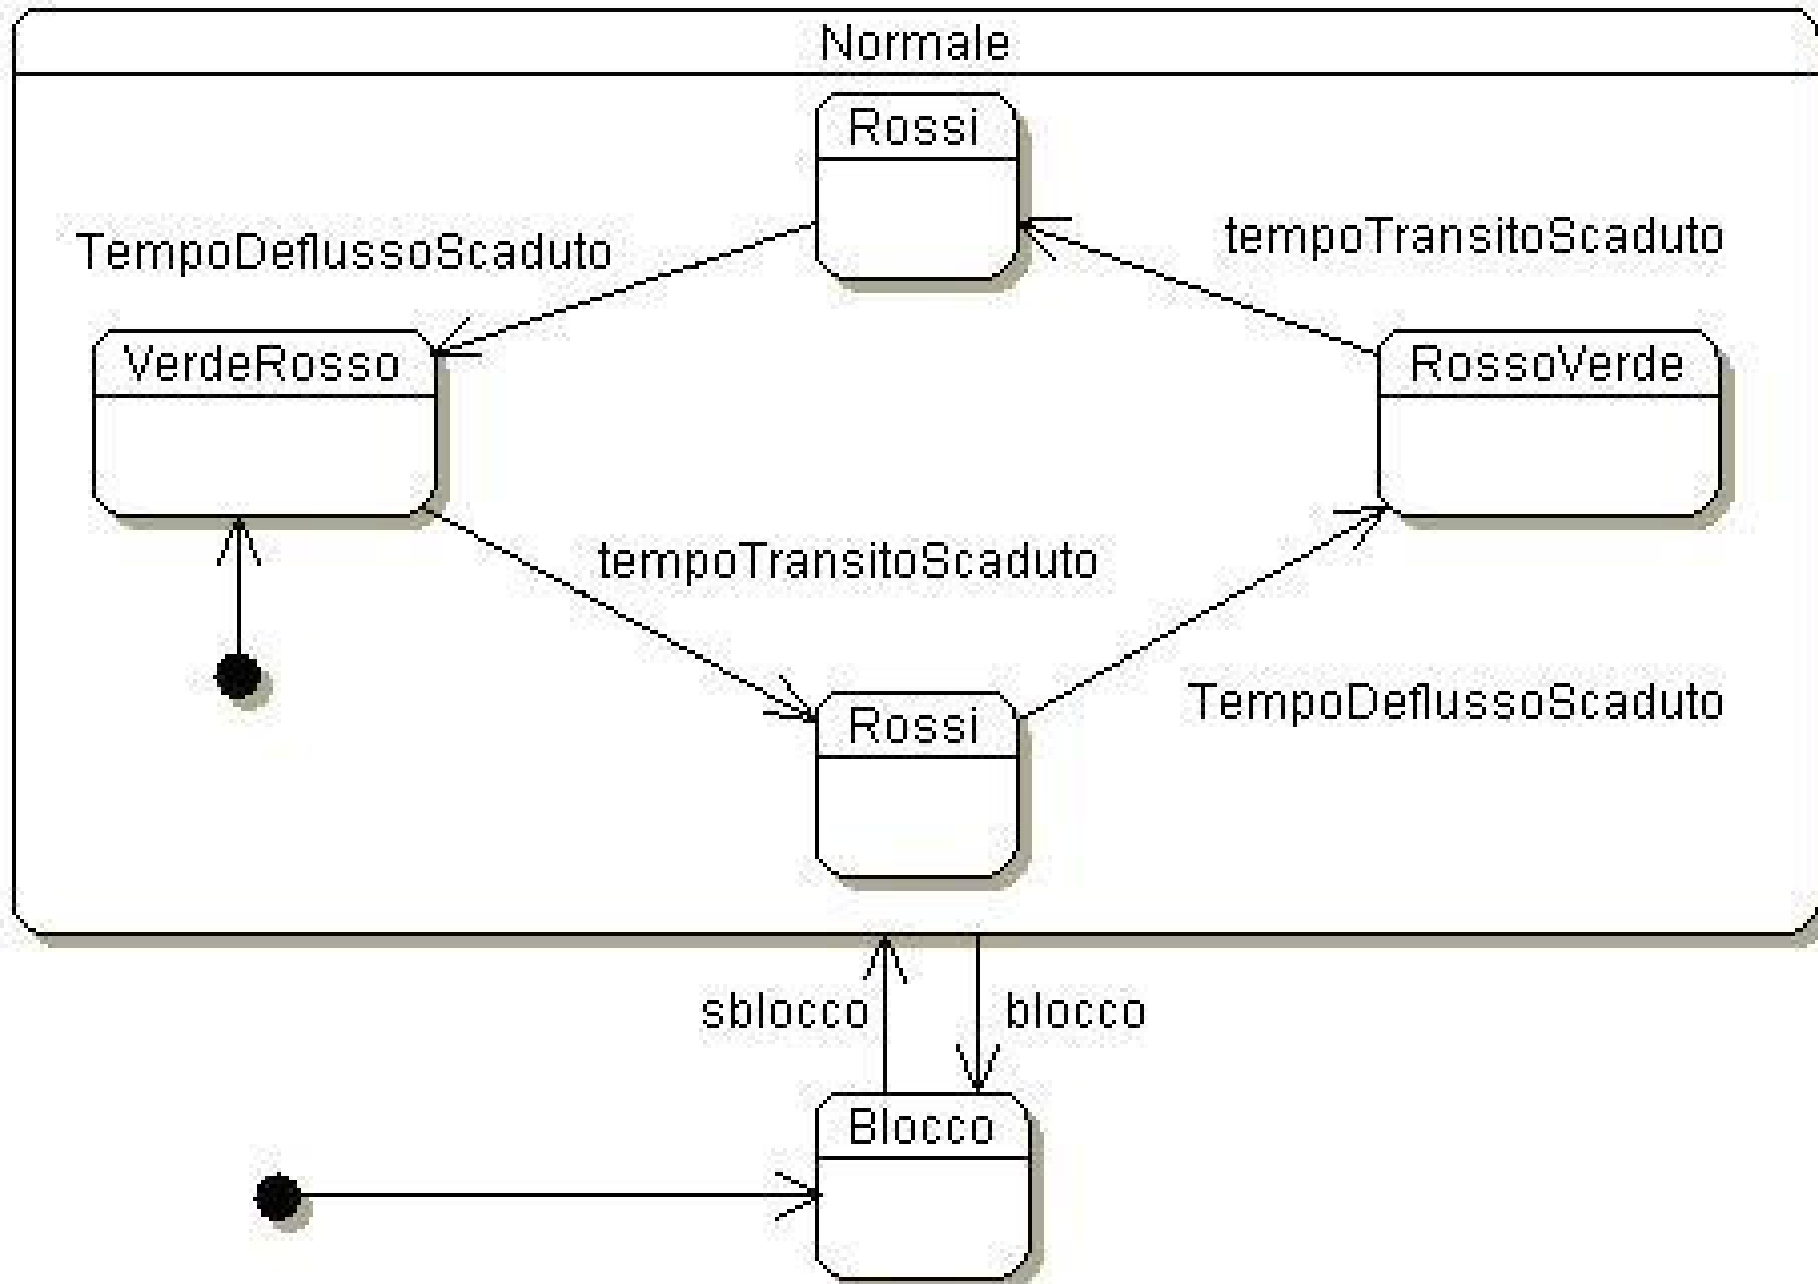 Normale
Rossi
TempoDeflussoScaduto
tempoTransitoScaduto
VerdeRosso
RossoVerde
tempoTransitoScaduto
Rossi
TempoDeflussoScaduto
sblocco
blocco
Blocco